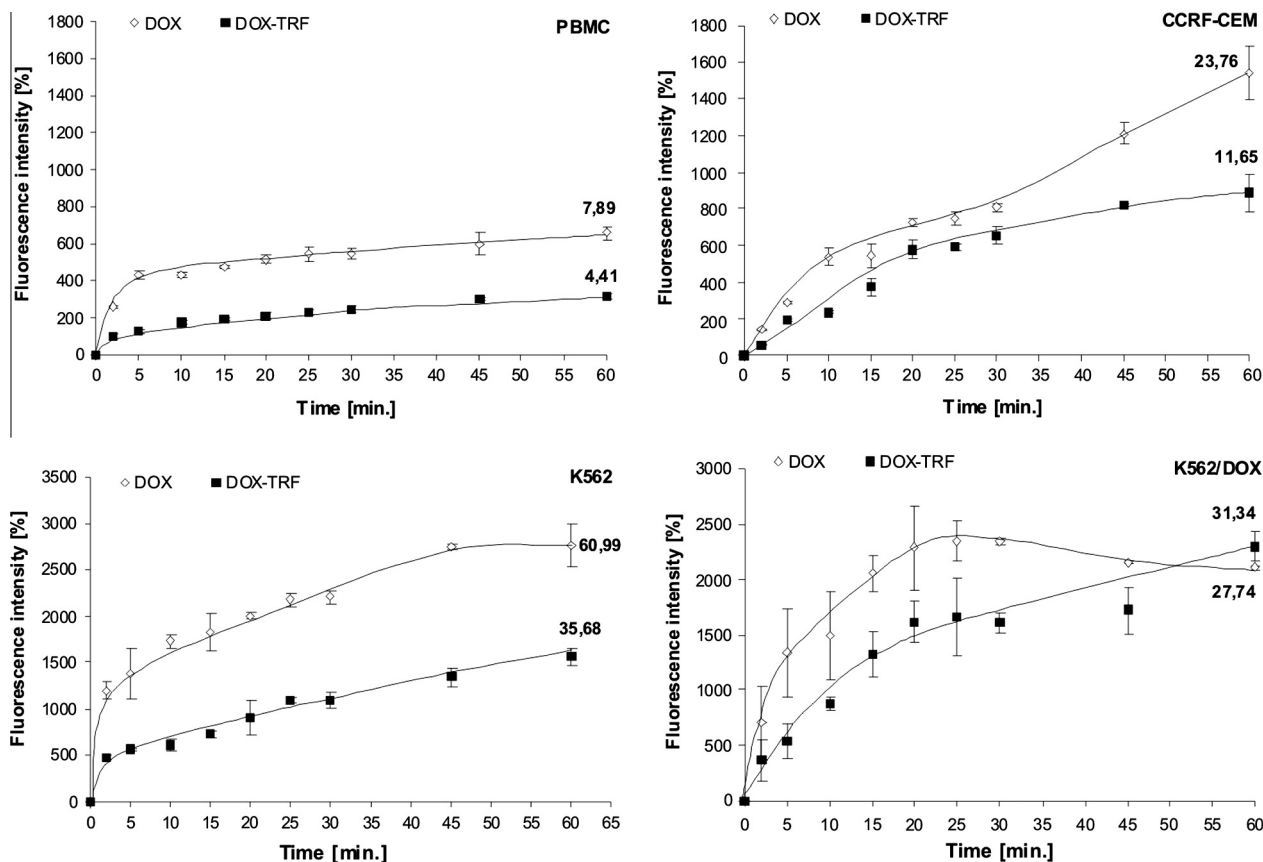 DOX DOX-TRF PBMC
Fluorescence intensity [%]
1800
1600
1400
1200
1000
800
600
400
200
0
7,89
4,41
0 5 10 15 20 25 30 35 40 45 50 55 60
Time [min.]
DOX DOX-TRF CCRF-CEM
Fluorescence intensity [%]
1800
1600
1400
1200
1000
800
600
400
200
0
23,76
11,65
0 5 10 15 20 25 30 35 40 45 50 55 60
Time [min.]
DOX DOX-TRF K562
Fluorescence intensity [%]
3500
3000
2500
2000
1500
1000
500
0
60,99
35,68
0 5 10 15 20 25 30 35 40 45 50 55 60 65
Time [min.]
DOX DOX-TRF K562/DOX
Fluorescence intensity [%]
3000
2500
2000
1500
1000
500
0
31,34
27,74
0 5 10 15 20 25 30 35 40 45 50 55 60
Time [min.]